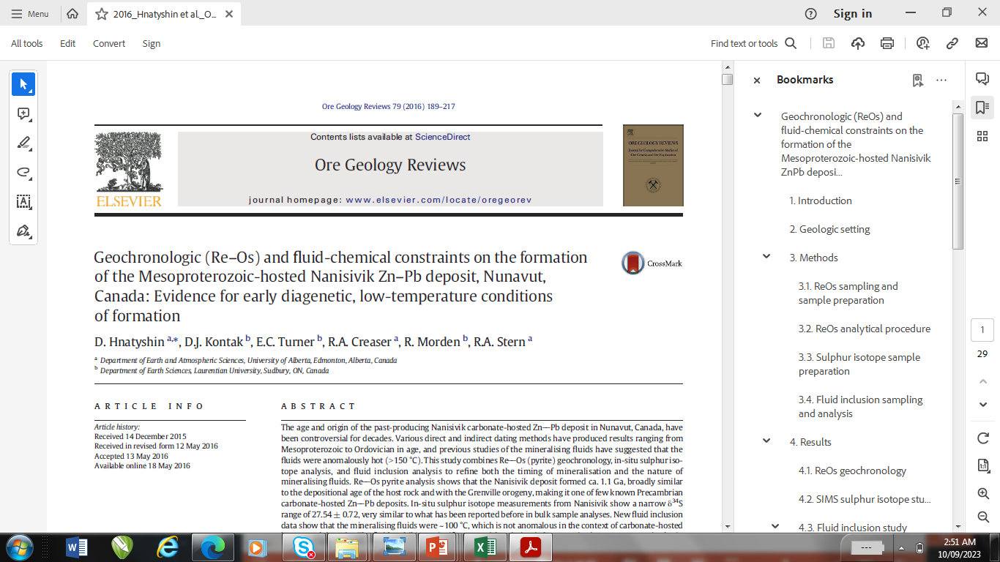 Menu
2016_Hnatyshin et al._O...
Sign in
All tools
Edit
Convert
Sign
Find text or tools
Ore Geology Reviews 79 (2016) 189–217
Contents lists available at ScienceDirect
Ore Geology Reviews
journal homepage: www.elsevier.com/locate/oregeorev
ELSEVIER
ORE GEOLOGY REVIEWS
Geochronologic (Re–Os) and fluid-chemical constraints on the formation
of the Mesoproterozoic-hosted Nanisivik Zn–Pb deposit, Nunavut,
Canada: Evidence for early diagenetic, low-temperature conditions
of formation
CrossMark
D. Hnatyshin a,*, D.J. Kontak b, E.C. Turner b, R.A. Creaser a, R. Morden b, R.A. Stern a
a Department of Earth and Atmospheric Sciences, University of Alberta, Edmonton, Alberta, Canada
b Department of Earth Sciences, Laurentian University, Sudbury, ON, Canada
ARTICLE INFO
Article history:
Received 14 December 2015
Received in revised form 12 May 2016
Accepted 13 May 2016
Available online 18 May 2016
ABSTRACT
The age and origin of the past-producing Nanisivik carbonate-hosted Zn—Pb deposit in Nunavut, Canada, have
been controversial for decades. Various direct and indirect dating methods have produced results ranging from
Mesoproterozoic to Ordovician in age, and previous studies of the mineralising fluids have suggested that the
fluids were anomalously hot (>150 °C). This study combines Re—Os (pyrite) geochronology, in-situ sulphur iso-
tope analysis, and fluid inclusion analysis to refine both the timing of mineralisation and the nature of
mineralising fluids. Re—Os pyrite analysis shows that the Nanisivik deposit formed ca. 1.1 Ga, broadly similar
to the depositional age of the host rock and with the Grenville orogeny, making it one of few known Precambrian
carbonate-hosted Zn—Pb deposits. In-situ sulphur isotope measurements from Nanisivik show a narrow δ34S
range of 27.54 ± 0.72, very similar to what has been reported before in bulk sample analyses. New fluid inclusion
data show that the mineralising fluids were ~100 °C, which is not anomalous in the context of carbonate-hosted
Bookmarks
Geochronologic (ReOs) and
fluid-chemical constraints on the
formation of the
Mesoproterozoic-hosted Nanisivik
ZnPb deposi...
1. Introduction
2. Geologic setting
3. Methods
3.1. ReOs sampling and
sample preparation
3.2. ReOs analytical procedure
3.3. Sulphur isotope sample
preparation
3.4. Fluid inclusion sampling
and analysis
4. Results
4.1. ReOs geochronology
4.2. SIMS sulphur isotope stu...
4.3. Fluid inclusion study
1
29
2:51 AM
10/09/2023